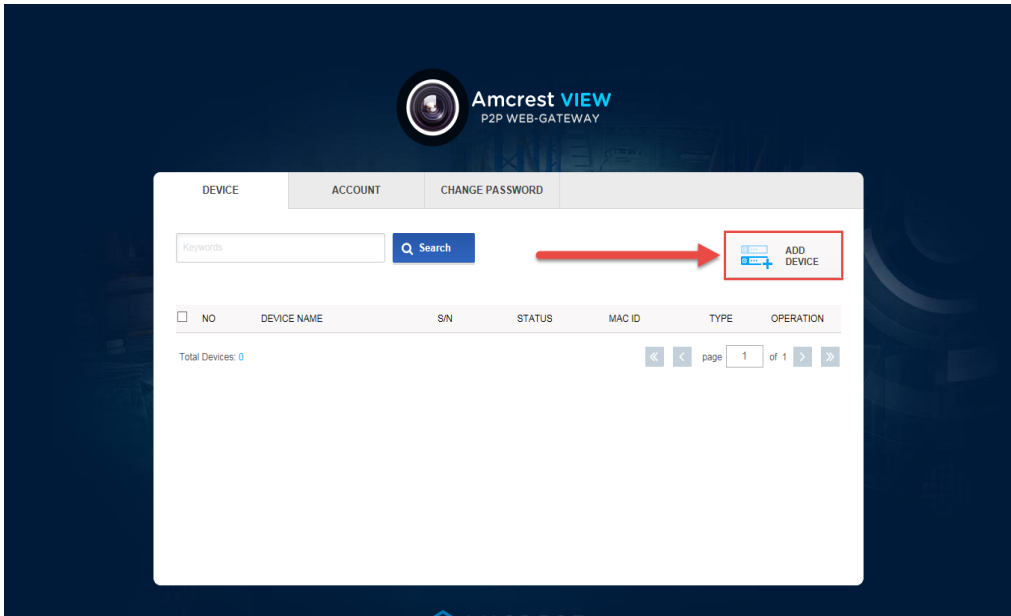 Amcrest VIEW
P2P WEB-GATEWAY
DEVICE ACCOUNT CHANGE PASSWORD
Keywords Search ADD DEVICE
NO DEVICE NAME S/N STATUS MAC ID TYPE OPERATION
Total Devices: 0 page 1 of 1